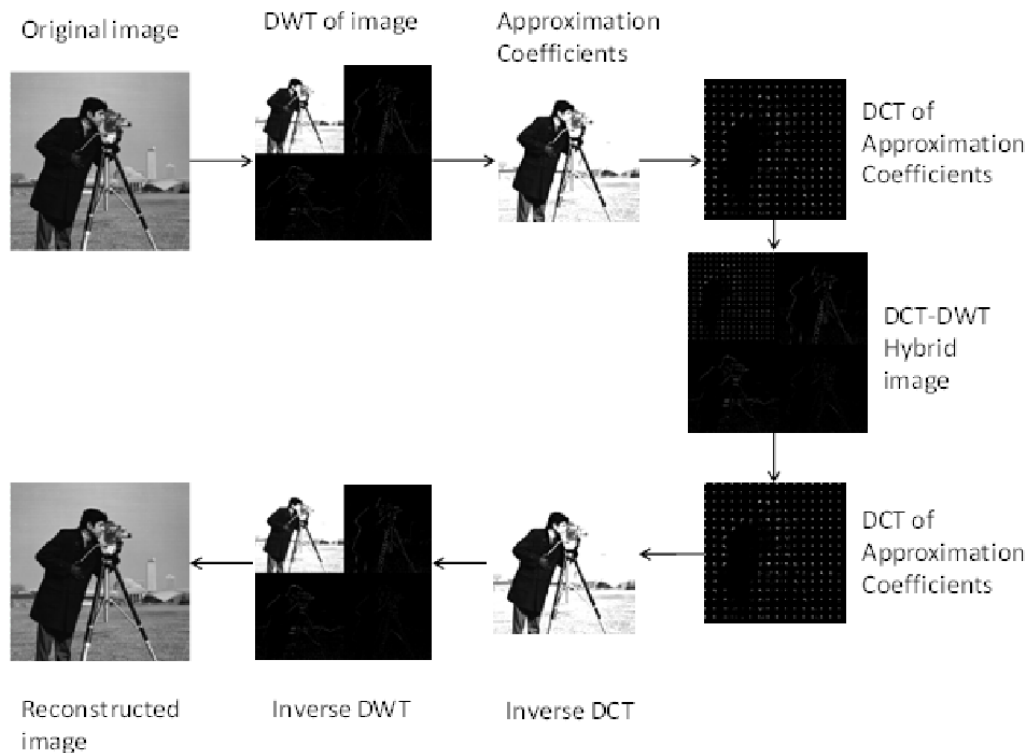 Original image
DWT of image
Approximation
Coefficients
DCT of
Approximation
Coefficients
DCT-DWT
Hybrid
image
DCT of
Approximation
Coefficients
Inverse DCT
Inverse DWT
Reconstructed
image